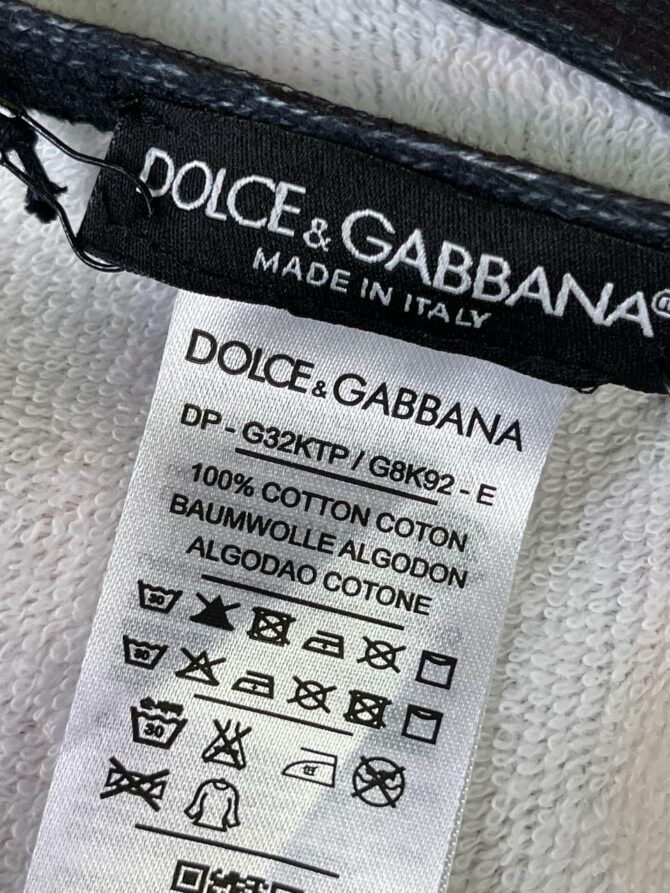 DOLCE & GABBANA®
MADE IN ITALY
DOLCE & GABBANA
DP - G32KTP / G8K92 - E
100% COTTON COTON
BAUMWOLLE ALGODON
ALGODAO COTONE
30
30
30